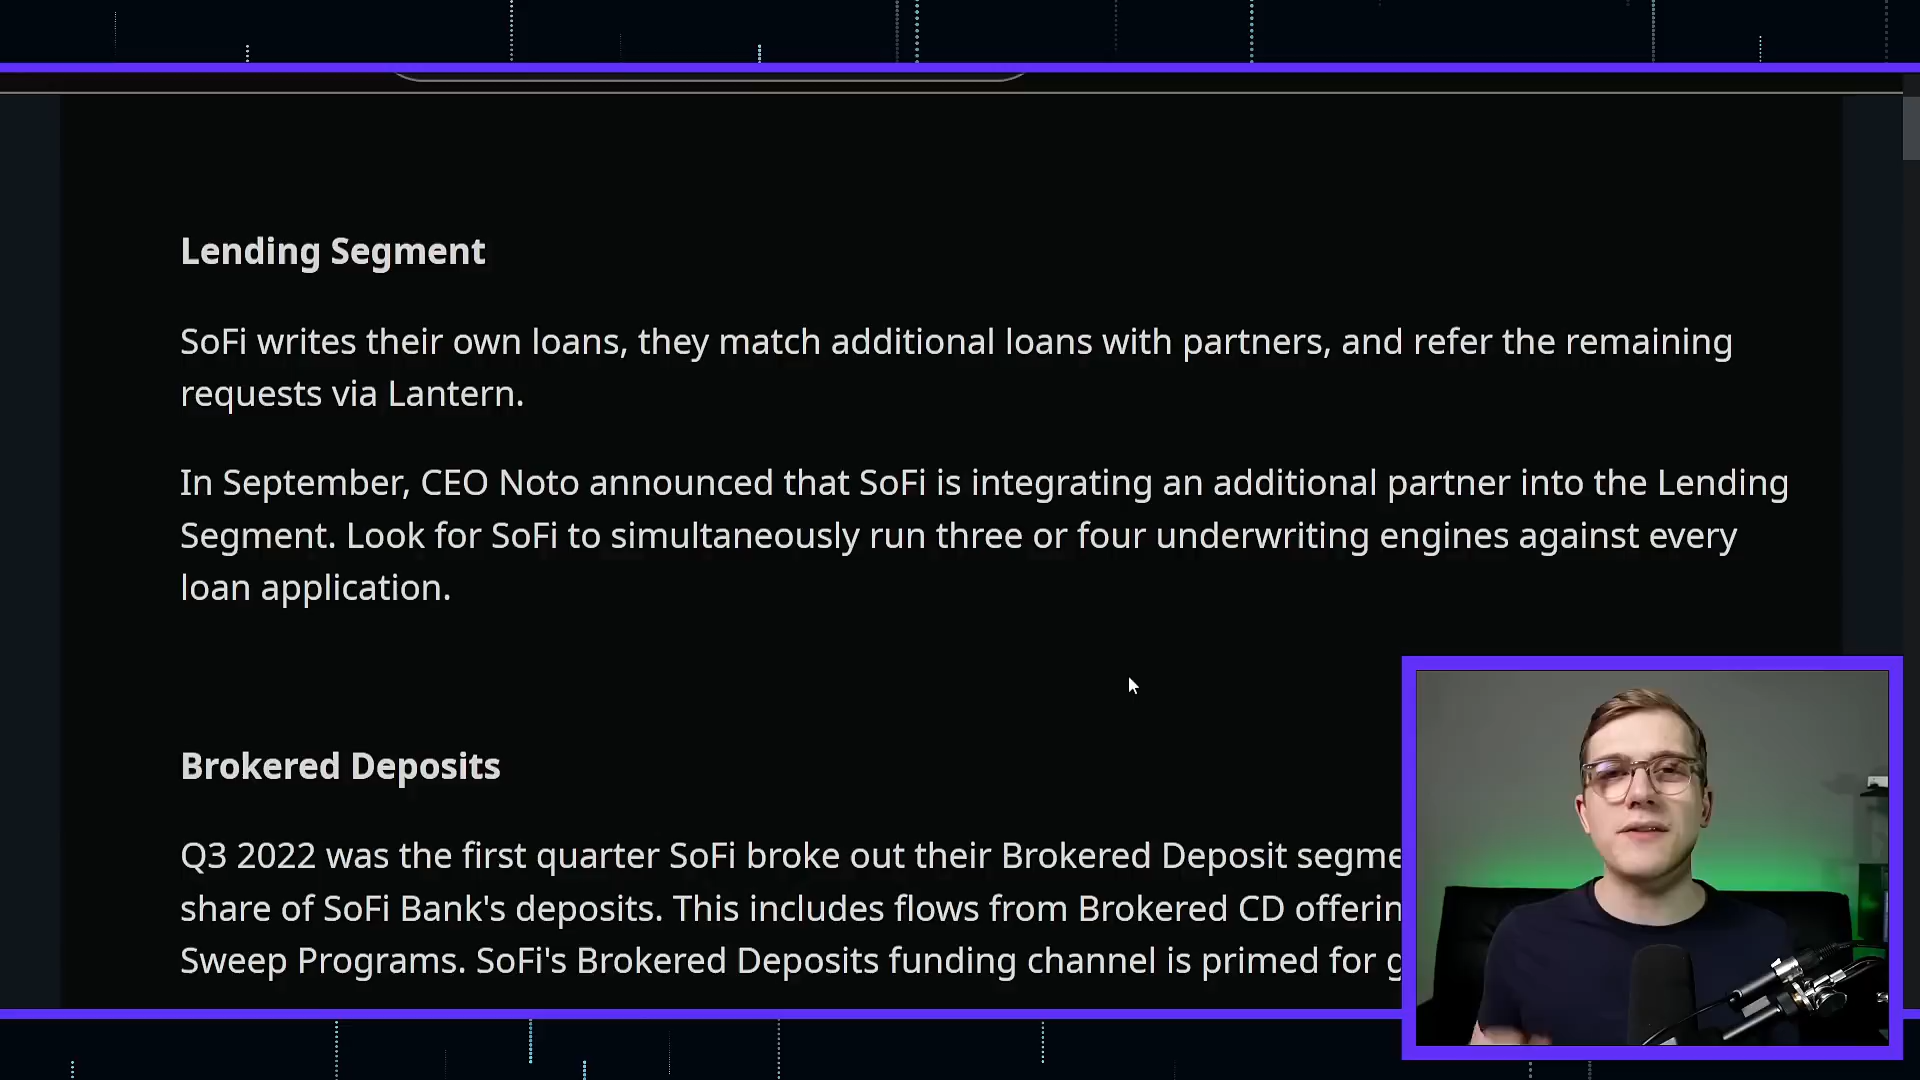 Lending Segment
SoFi writes their own loans, they match additional loans with partners, and refer the remaining
requests via Lantern.
In September, CEO Noto announced that SoFi is integrating an additional partner into the Lending
Segment. Look for SoFi to simultaneously run three or four underwriting engines against every
loan application.
Brokered Deposits
Q3 2022 was the first quarter SoFi broke out their Brokered Deposit
share of SoFi Bank's deposits. This includes flows from Brokered CD
Sweep Programs. SoFi's Brokered Deposits funding channel is primed for